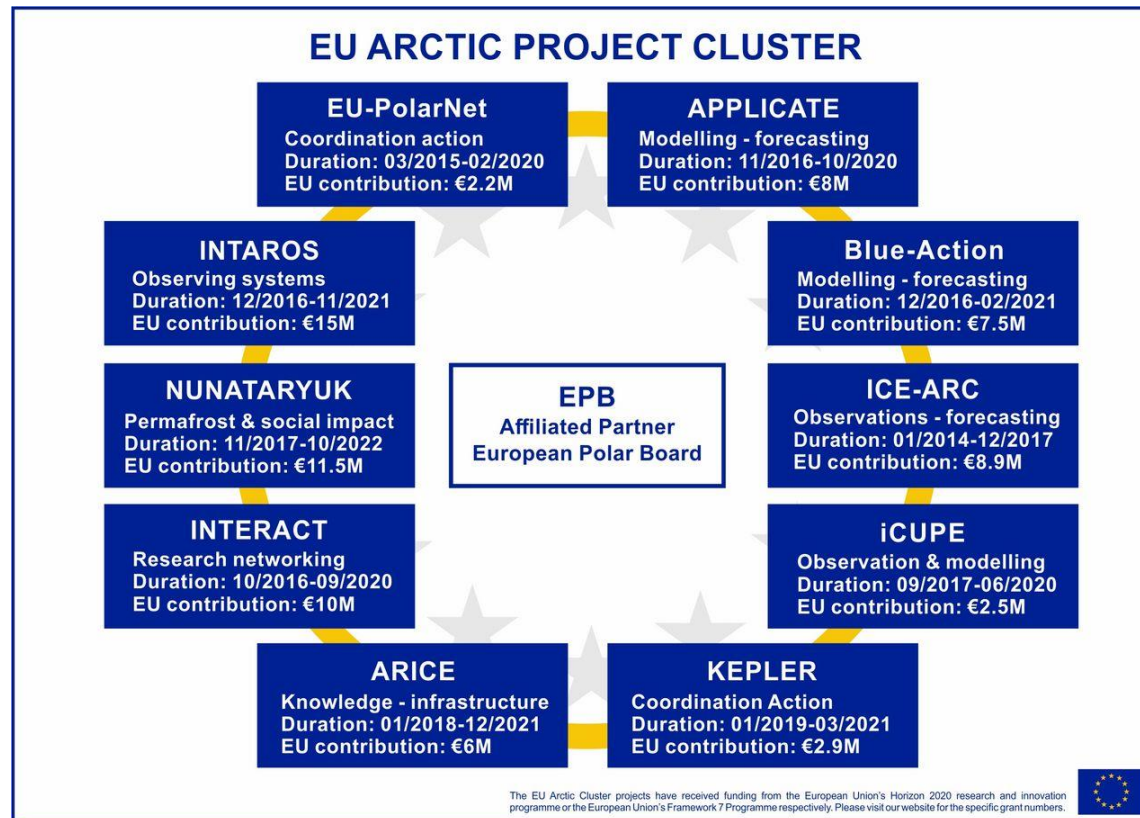 EU ARCTIC PROJECT CLUSTER
EU-PolarNet
Coordination action
Duration: 03/2015-02/2020
EU contribution: €2.2M
APPLICATE
Modelling - forecasting
Duration: 11/2016-10/2020
EU contribution: €8M
INTAROS
Observing systems
Duration: 12/2016-11/2021
EU contribution: €15M
Blue-Action
Modelling - forecasting
Duration: 12/2016-02/2021
EU contribution: €7.5M
NUNATARYUK
Permafrost & social impact
Duration: 11/2017-10/2022
EU contribution: €11.5M
EPB
Affiliated Partner
European Polar Board
ICE-ARC
Observations - forecasting
Duration: 01/2014-12/2017
EU contribution: €8.9M
INTERACT
Research networking
Duration: 10/2016-09/2020
EU contribution: €10M
iCUPE
Observation & modelling
Duration: 09/2017-06/2020
EU contribution: €2.5M
ARICE
Knowledge - infrastructure
Duration: 01/2018-12/2021
EU contribution: €6M
KEPLER
Coordination Action
Duration: 01/2019-03/2021
EU contribution: €2.9M
The EU Arctic Cluster projects have received funding from the European Union's Horizon 2020 research and innovation
programme or the European Union's Framework 7 Programme respectively. Please visit our website for the specific grant numbers.